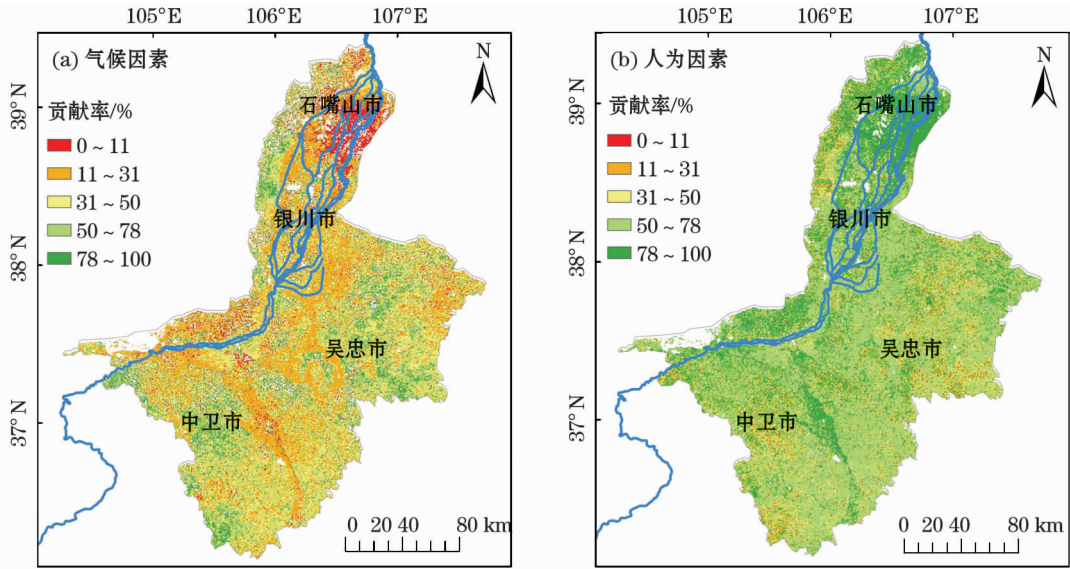 105°E 106°E 107°E
(a) 气候因素
N
贡献率/%
0～11
11～31
31～50
50～78
78～100
39°N
38°N
37°N
石嘴山市
银川市
吴忠市
中卫市
0 20 40 80 km
105°E 106°E 107°E
(b) 人为因素
N
贡献率/%
0～11
11～31
31～50
50～78
78～100
39°N
38°N
37°N
石嘴山市
银川市
吴忠市
中卫市
0 20 40 80 km